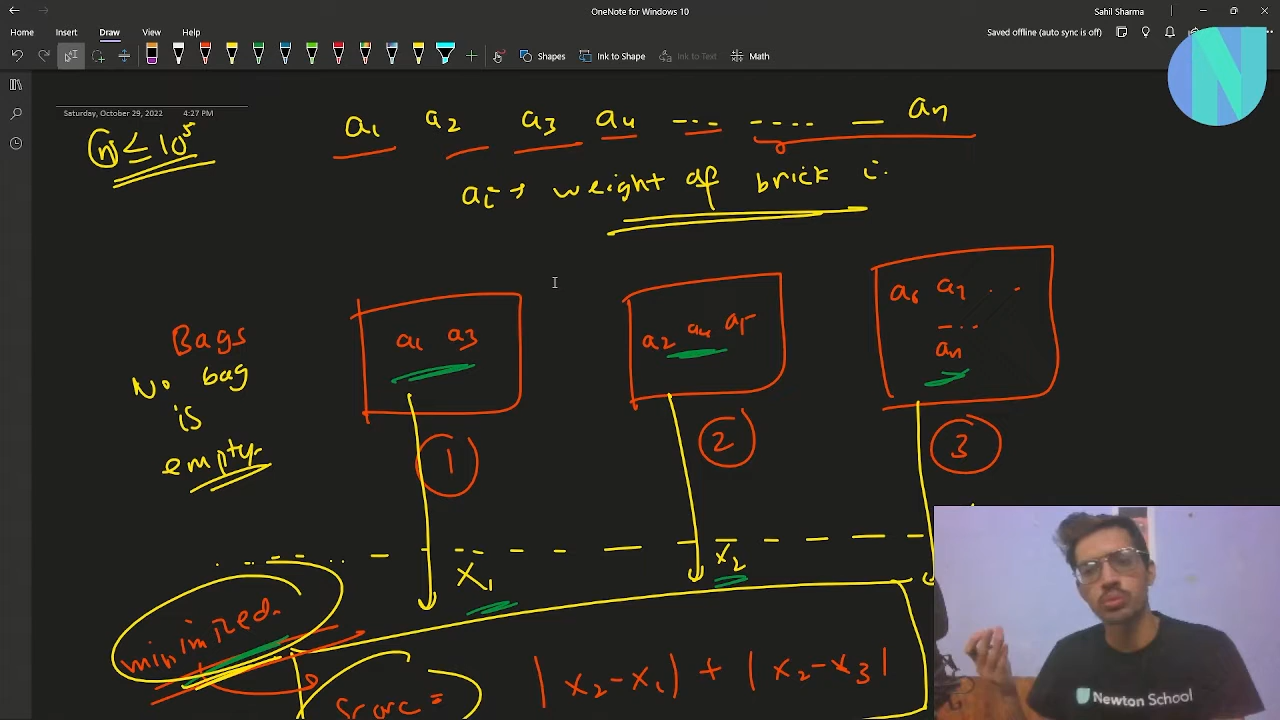 OneNote for Windows 10
Sahil Sharma
Home Insert Draw View Help
Saved offline (auto sync is off)
Shapes Ink to Shape Ink to Text Math
Saturday, October 29, 2022 4:27 PM
n ≤ 10^5
a1 a2 a3 a4 --- ---- — an
ai → weight of brick i.
Bags
No bag
is
empty.
a1 a3
a2 a4 a5
a6 a7 . .
-...
an
1 2 3
x1 x2
minimized.
Score =
|x2-x1| + |x2-x3|
Newton School